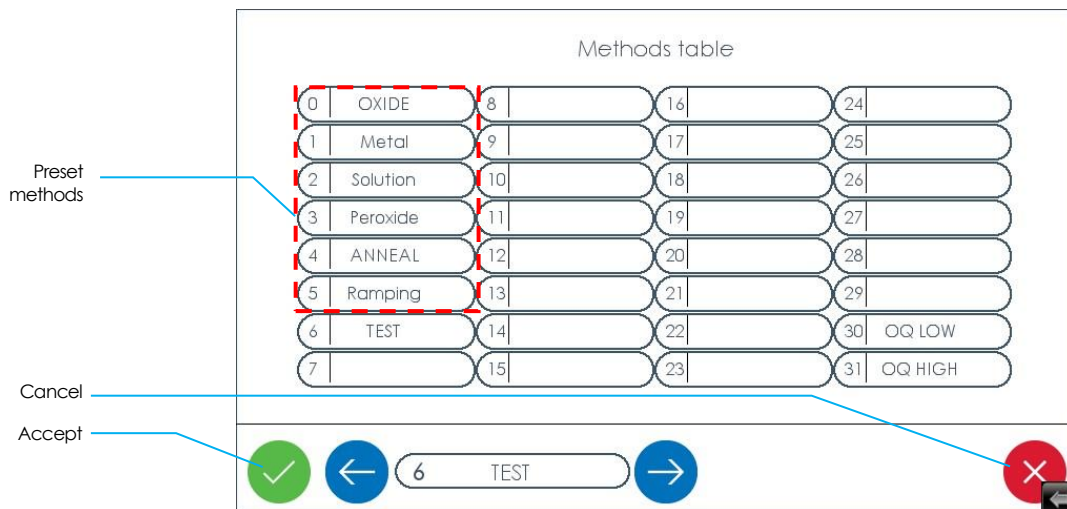 Methods table
0 OXIDE 8 16 24
1 Metal 9 17 25
2 Solution 10 18 26
3 Peroxide 11 19 27
4 ANNEAL 12 20 28
5 Ramping 13 21 29
6 TEST 14 22 30 OQ LOW
7 15 23 31 OQ HIGH
Preset
methods
Cancel
Accept
6 TEST